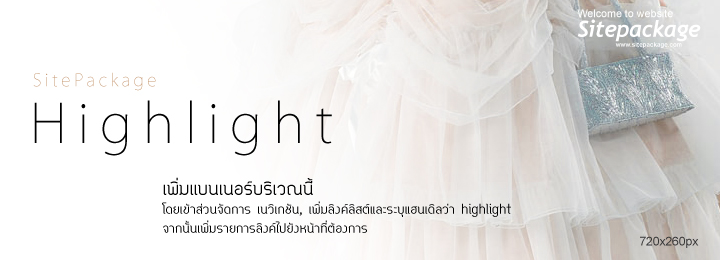 Welcome to website
Sitepackage
www.sitepackage.com
SitePackage
Highlight
เพิ่มแบนเนอร์บริเวณนี้
โดยเข้าส่วนจัดการ เนวิเกชัน, เพิ่มลิงค์ลิสต์และระบุแฮนเดิลว่า highlight
จากนั้นเพิ่มรายการลิงค์ไปยังหน้าที่ต้องการ
720x260px